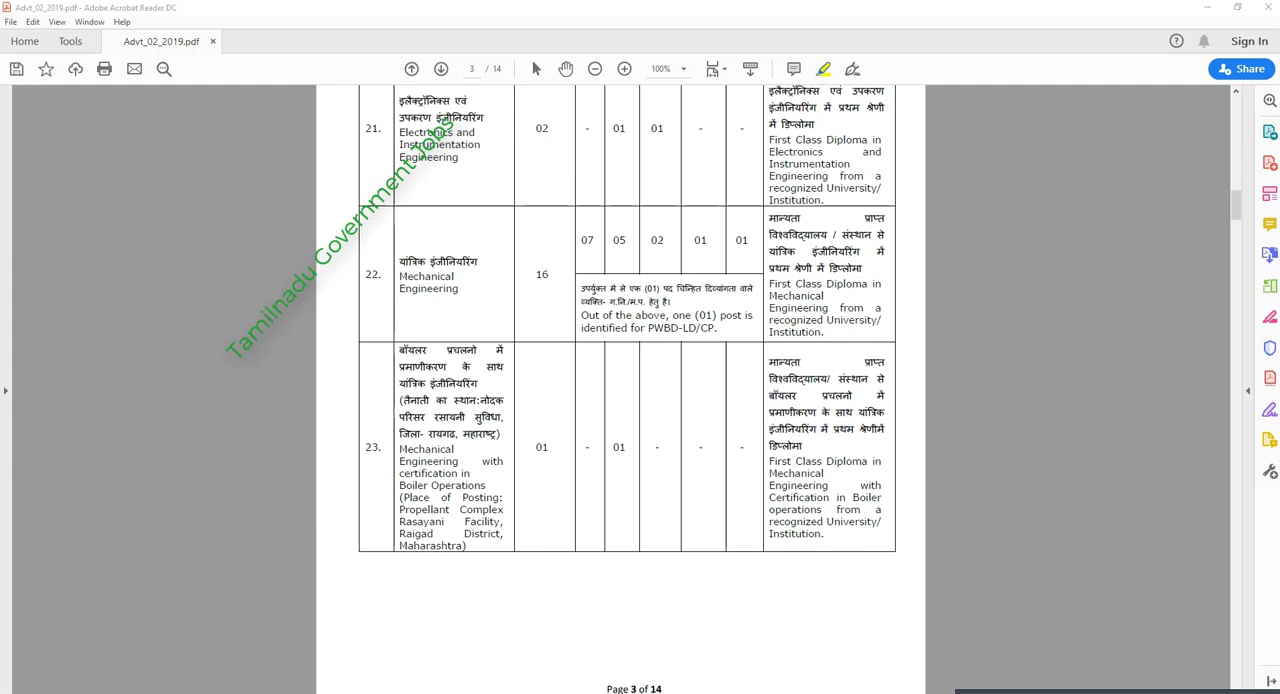 Advt_02_2019.pdf - Adobe Acrobat Reader DC
File Edit View Window Help
Home Tools Advt_02_2019.pdf × Sign In
3 / 14 100% Share
21.
इलैक्ट्रॉनिक्स एवं
उपकरण इंजीनियरिंग
Electronics and
Instrumentation
Engineering
02 - 01 01 - -
इलैक्ट्रॉनिक्स एवं उपकरण
इंजीनियरिंग में प्रथम श्रेणी
में डिप्लोमा
First Class Diploma in
Electronics and
Instrumentation
Engineering from a
recognized University/
Institution.
22.
यांत्रिक इंजीनियरिंग
Mechanical
Engineering
16
07 05 02 01 01
उपर्युक्त में से एक (01) पद चिन्हित दिव्यांगता वाले
व्यक्ति- ग.नि./म.प. हेतु है।
Out of the above, one (01) post is
identified for PWBD-LD/CP.
मान्यता प्राप्त
विश्वविद्यालय / संस्थान से
यांत्रिक इंजीनियरिंग में
प्रथम श्रेणी में डिप्लोमा
First Class Diploma in
Mechanical
Engineering from a
recognized University/
Institution.
23.
बॉयलर प्रचलनो में
प्रमाणीकरण के साथ
यांत्रिक इंजीनियरिंग
(तैनाती का स्थान:नोदक
परिसर रसायनी सुविधा,
जिला- रायगढ, महाराष्ट्र)
Mechanical
Engineering with
certification in
Boiler Operations
(Place of Posting:
Propellant Complex
Rasayani Facility,
Raigad District,
Maharashtra)
01 - 01 - - -
मान्यता प्राप्त
विश्वविद्यालय/ संस्थान से
बॉयलर प्रचलनो में
प्रमाणीकरण के साथ यांत्रिक
इंजीनियरिंग में प्रथम श्रेणीमें
डिप्लोमा
First Class Diploma in
Mechanical
Engineering with
Certification in Boiler
operations from a
recognized University/
Institution.
Tamilnadu Government Jobs
Page 3 of 14